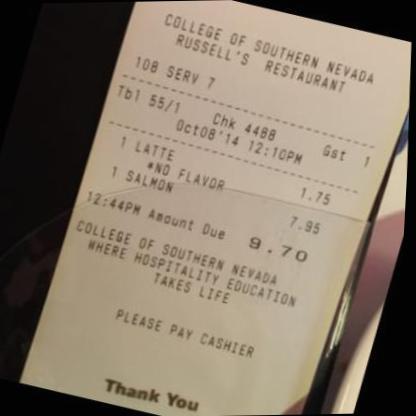 COLLEGE OF SOUTHERN NEVADA
RUSSELL'S RESTAURANT
108 SERV 7
Tbl 55/1 Chk 4488 Gst 1
Oct08'14 12:10PM
1 LATTE 1.75
*NO FLAVOR
1 SALMON 7.95
12:44PM Amount Due 9.70
COLLEGE OF SOUTHERN NEVADA
WHERE HOSPITALITY EDUCATION
TAKES LIFE
PLEASE PAY CASHIER
Thank You